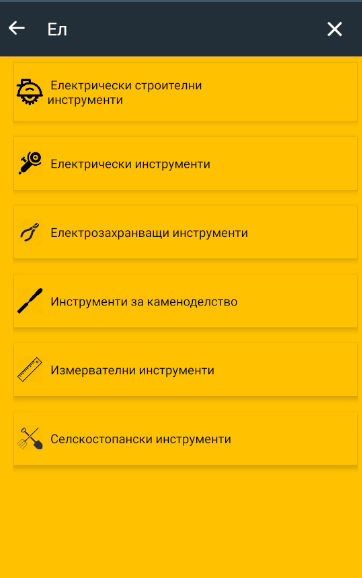 Ел
Електрически строителни
инструменти
Електрически инструменти
Електрозахранващи инструменти
Инструменти за каменоделство
Измервателни инструменти
Селскостопански инструменти